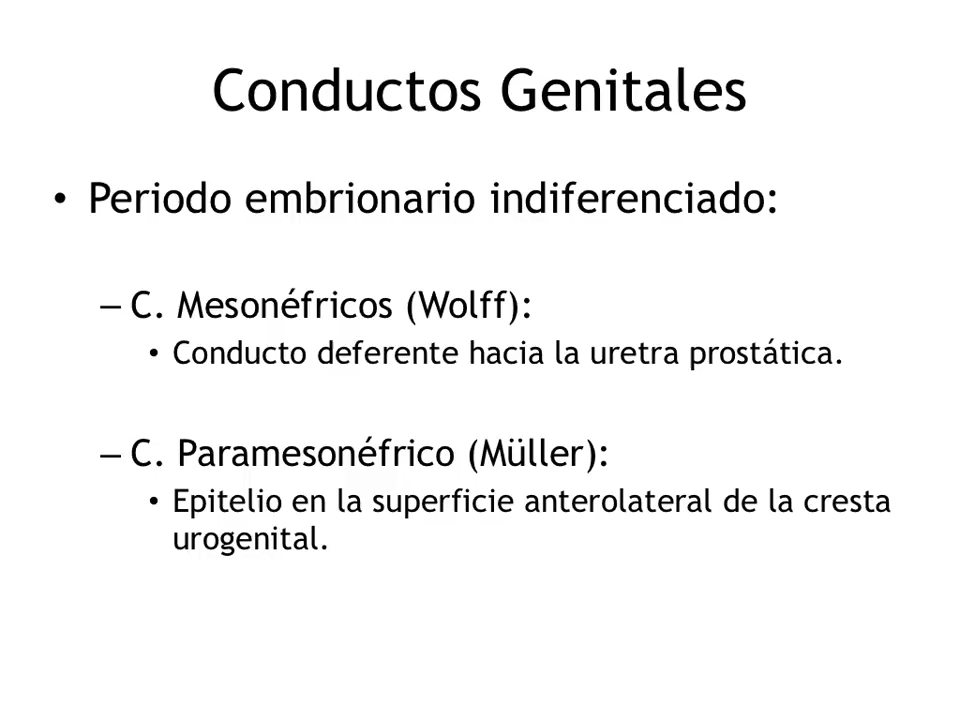 Conductos Genitales
• Periodo embrionario indiferenciado:
– C. Mesonéfricos (Wolff):
• Conducto deferente hacia la uretra prostática.
– C. Paramesonéfrico (Müller):
• Epitelio en la superficie anterolateral de la cresta
urogenital.